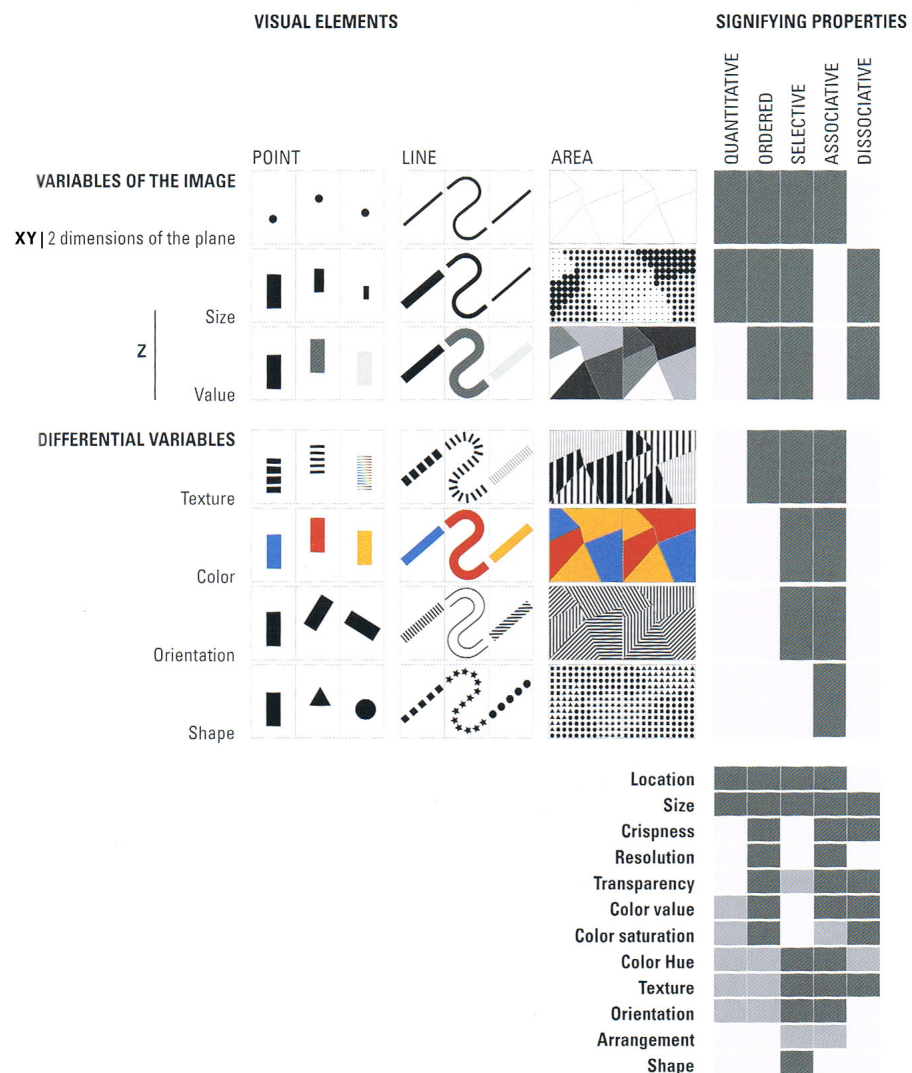 VISUAL ELEMENTS
SIGNIFYING PROPERTIES
QUANTITATIVE
ORDERED
SELECTIVE
ASSOCIATIVE
DISSOCIATIVE
POINT
LINE
AREA
VARIABLES OF THE IMAGE
XY | 2 dimensions of the plane
Size
Z
Value
DIFFERENTIAL VARIABLES
Texture
Color
Orientation
Shape
Location
Size
Crispness
Resolution
Transparency
Color value
Color saturation
Color Hue
Texture
Orientation
Arrangement
Shape